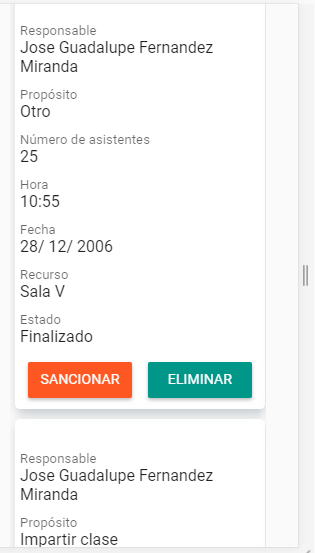 Responsable
Jose Guadalupe Fernandez
Miranda
Propósito
Otro
Número de asistentes
25
Hora
10:55
Fecha
28/ 12/ 2006
Recurso
Sala V
Estado
Finalizado
SANCIONAR ELIMINAR
Responsable
Jose Guadalupe Fernandez
Miranda
Propósito
Impartir clase